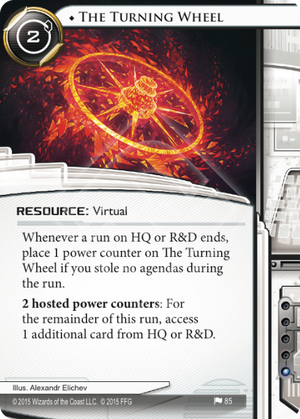 2
◆ The Turning Wheel
RESOURCE: Virtual
Whenever a run on HQ or R&D ends,
place 1 power counter on The Turning
Wheel if you stole no agendas during
the run.
2 hosted power counters: For
the remainder of this run, access
1 additional card from HQ or R&D.
Illus. Alexandr Elichev
© 2015 Wizards of the Coast LLC. © 2015 FFG
85